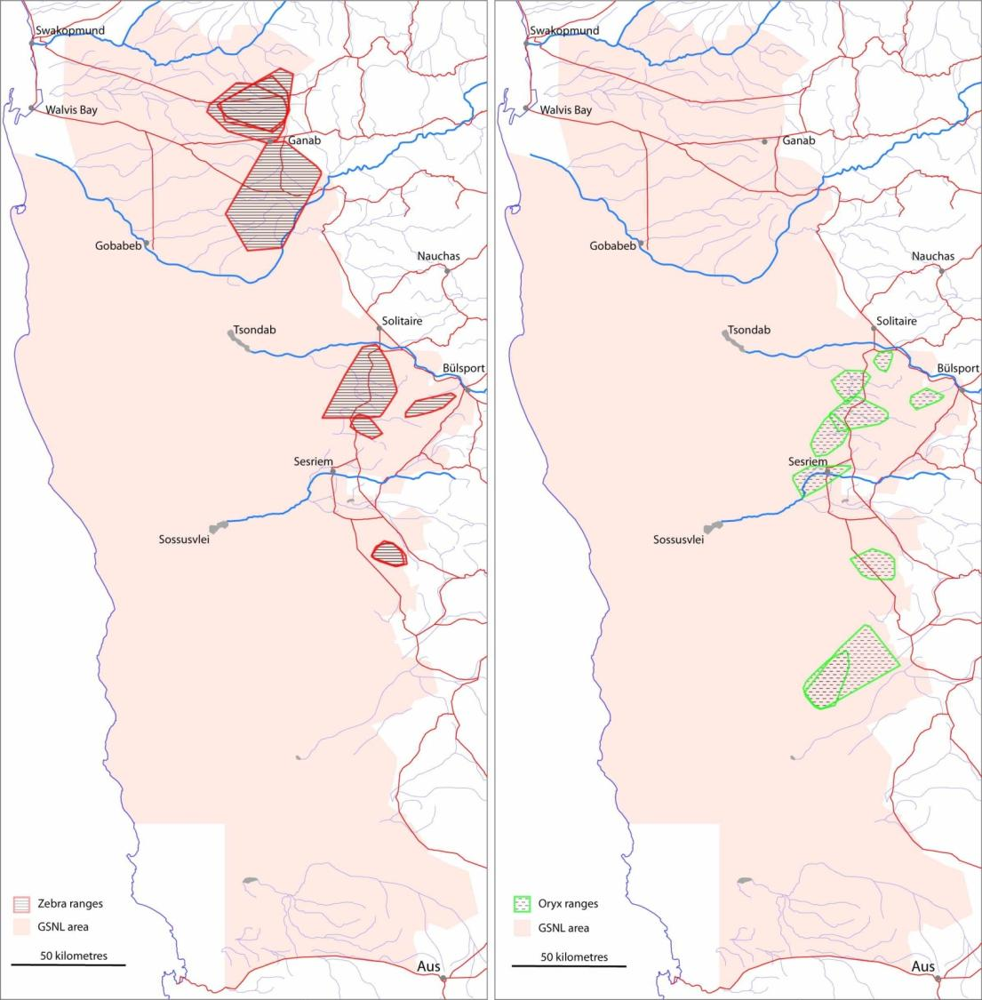 Swakopmund
Walvis Bay
Ganab
Gobabeb
Nauchas
Solitaire
Tsondab
Bülsport
Sesriem
Sossusvlei
Zebra ranges
GSNL area
50 kilometres
Aus
Swakopmund
Walvis Bay
Ganab
Gobabeb
Nauchas
Solitaire
Tsondab
Bülsport
Sesriem
Sossusvlei
Oryx ranges
GSNL area
50 kilometres
Aus